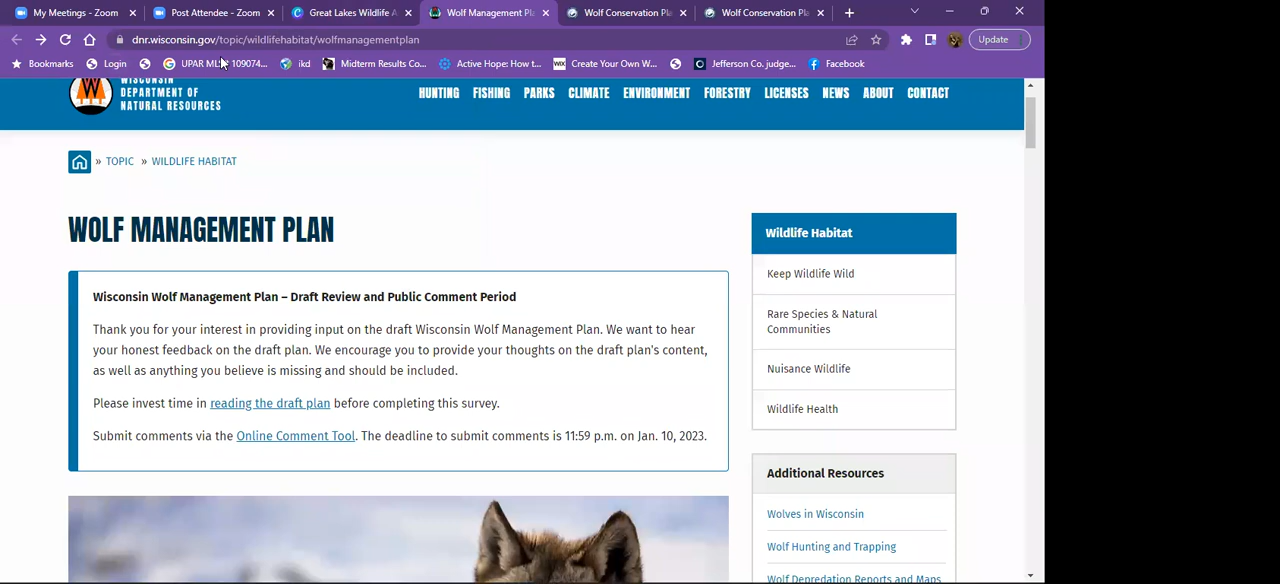 My Meetings - Zoom
Post Attendee - Zoom
Great Lakes Wildlife A
Wolf Management Pl
Wolf Conservation Pla
Wolf Conservation Pla
dnr.wisconsin.gov/topic/wildlifehabitat/wolfmanagementplan
Update
Bookmarks
Login
UPAR ML 109074...
ikd
Midterm Results Co...
Active Hope: How t...
WIX
Create Your Own W...
Jefferson Co. judge...
Facebook
WISCONSIN
DEPARTMENT OF
NATURAL RESOURCES
HUNTING FISHING PARKS CLIMATE ENVIRONMENT FORESTRY LICENSES NEWS ABOUT CONTACT
» TOPIC » WILDLIFE HABITAT
WOLF MANAGEMENT PLAN
Wisconsin Wolf Management Plan – Draft Review and Public Comment Period
Thank you for your interest in providing input on the draft Wisconsin Wolf Management Plan. We want to hear
your honest feedback on the draft plan. We encourage you to provide your thoughts on the draft plan's content,
as well as anything you believe is missing and should be included.
Please invest time in reading the draft plan before completing this survey.
Submit comments via the Online Comment Tool. The deadline to submit comments is 11:59 p.m. on Jan. 10, 2023.
Wildlife Habitat
Keep Wildlife Wild
Rare Species & Natural
Communities
Nuisance Wildlife
Wildlife Health
Additional Resources
Wolves in Wisconsin
Wolf Hunting and Trapping
Wolf Depredation Reports and Maps